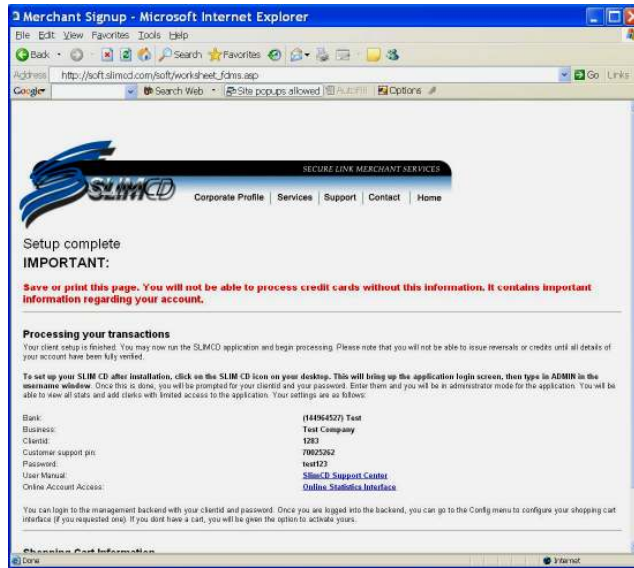 Merchant Signup - Microsoft Internet Explorer
File Edit View Favorites Tools Help
Back Search Favorites
Address http://soft.slimcd.com/soft/worksheet_fdms.asp Go Links
Google Search Web Site popups allowed AutoFill Options
SECURE LINK MERCHANT SERVICES
SLIMCD
Corporate Profile | Services | Support | Contact | Home
Setup complete
IMPORTANT:
Save or print this page. You will not be able to process credit cards without this information. It contains important
information regarding your account.
Processing your transactions
Your client setup is finished. You may now run the SLIMCD application and begin processing. Please note that you will not be able to issue reversals or credits until all details of
your account have been fully verified.
To set up your SLIM CD after installation, click on the SLIM CD icon on your desktop. This will bring up the application login screen, then type in ADMIN in the
username window. Once this is done, you will be prompted for your clientid and your password. Enter them and you will be in administrator mode for the application. You will be
able to view all stats and add clerks with limited access to the application. Your settings are as follows:
Bank: (144964527) Test
Business: Test Company
Clientid: 1283
Customer support pin: 70025262
Password: test123
User Manual: SlimCD Support Center
Online Account Access: Online Statistics Interface
You can login to the management backend with your clientid and password. Once you are logged into the backend, you can go to the Config menu to configure your shopping cart
interface (if you requested one). If you dont have a cart, you will be given the option to activate yours.
Shopping Cart Information
Done Internet